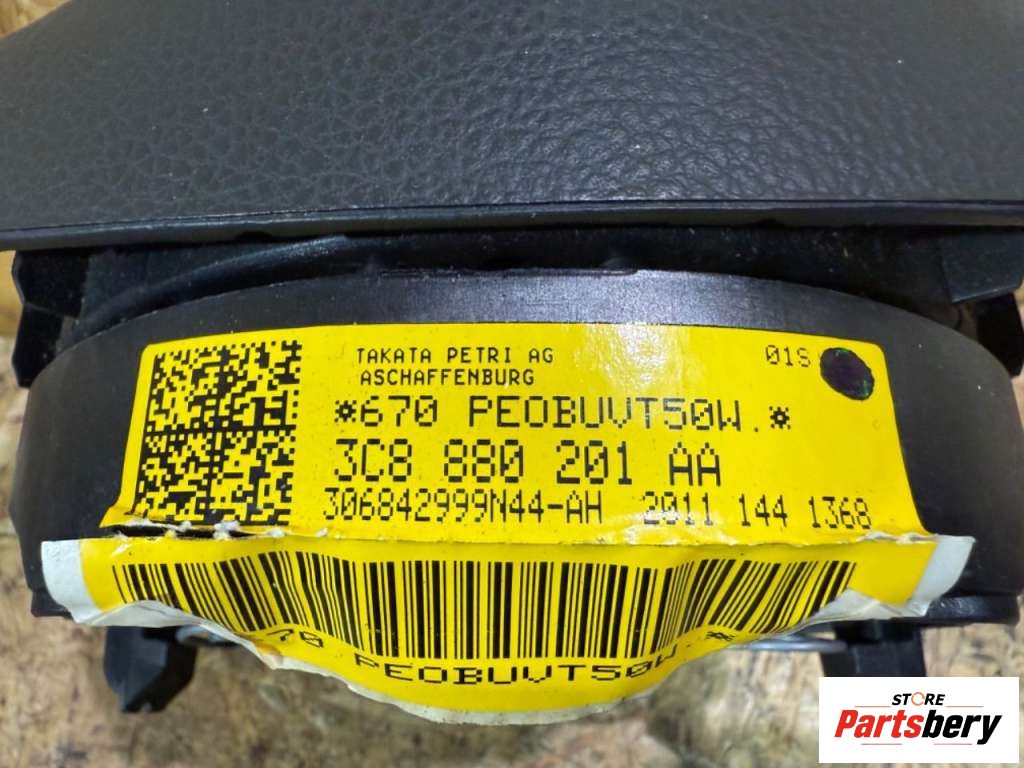 TAKATA PETRI AG 01S
ASCHAFFENBURG
*670 PEOBUVT50W.*
3C8 880 201 AA
306842999N44-AH 2011 144 1368
70 PEOBUVT50W.*
STORE
Partsbery